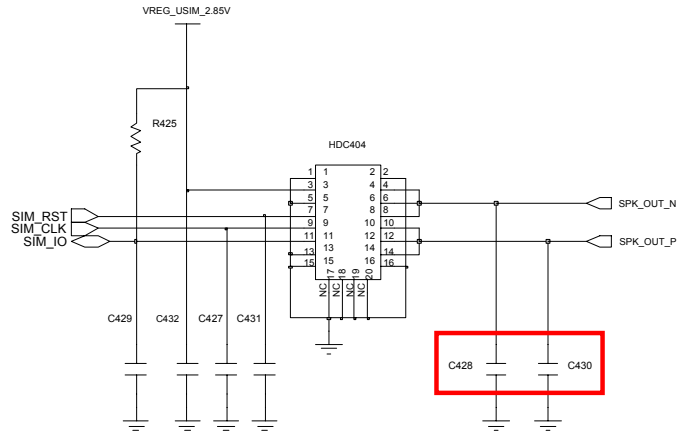 VREG_USIM_2.85V
R425
HDC404
1 1 2 2
3 3 4 4
5 5 6 6
7 7 8 8
9 9 10 10
11 11 12 12
13 13 14 14
15 15 16 16
17 18 19 20
NC NC NC NC
SIM_RST
SIM_CLK
SIM_IO
SPK_OUT_N
SPK_OUT_P
C429 C432 C427 C431
C428 C430